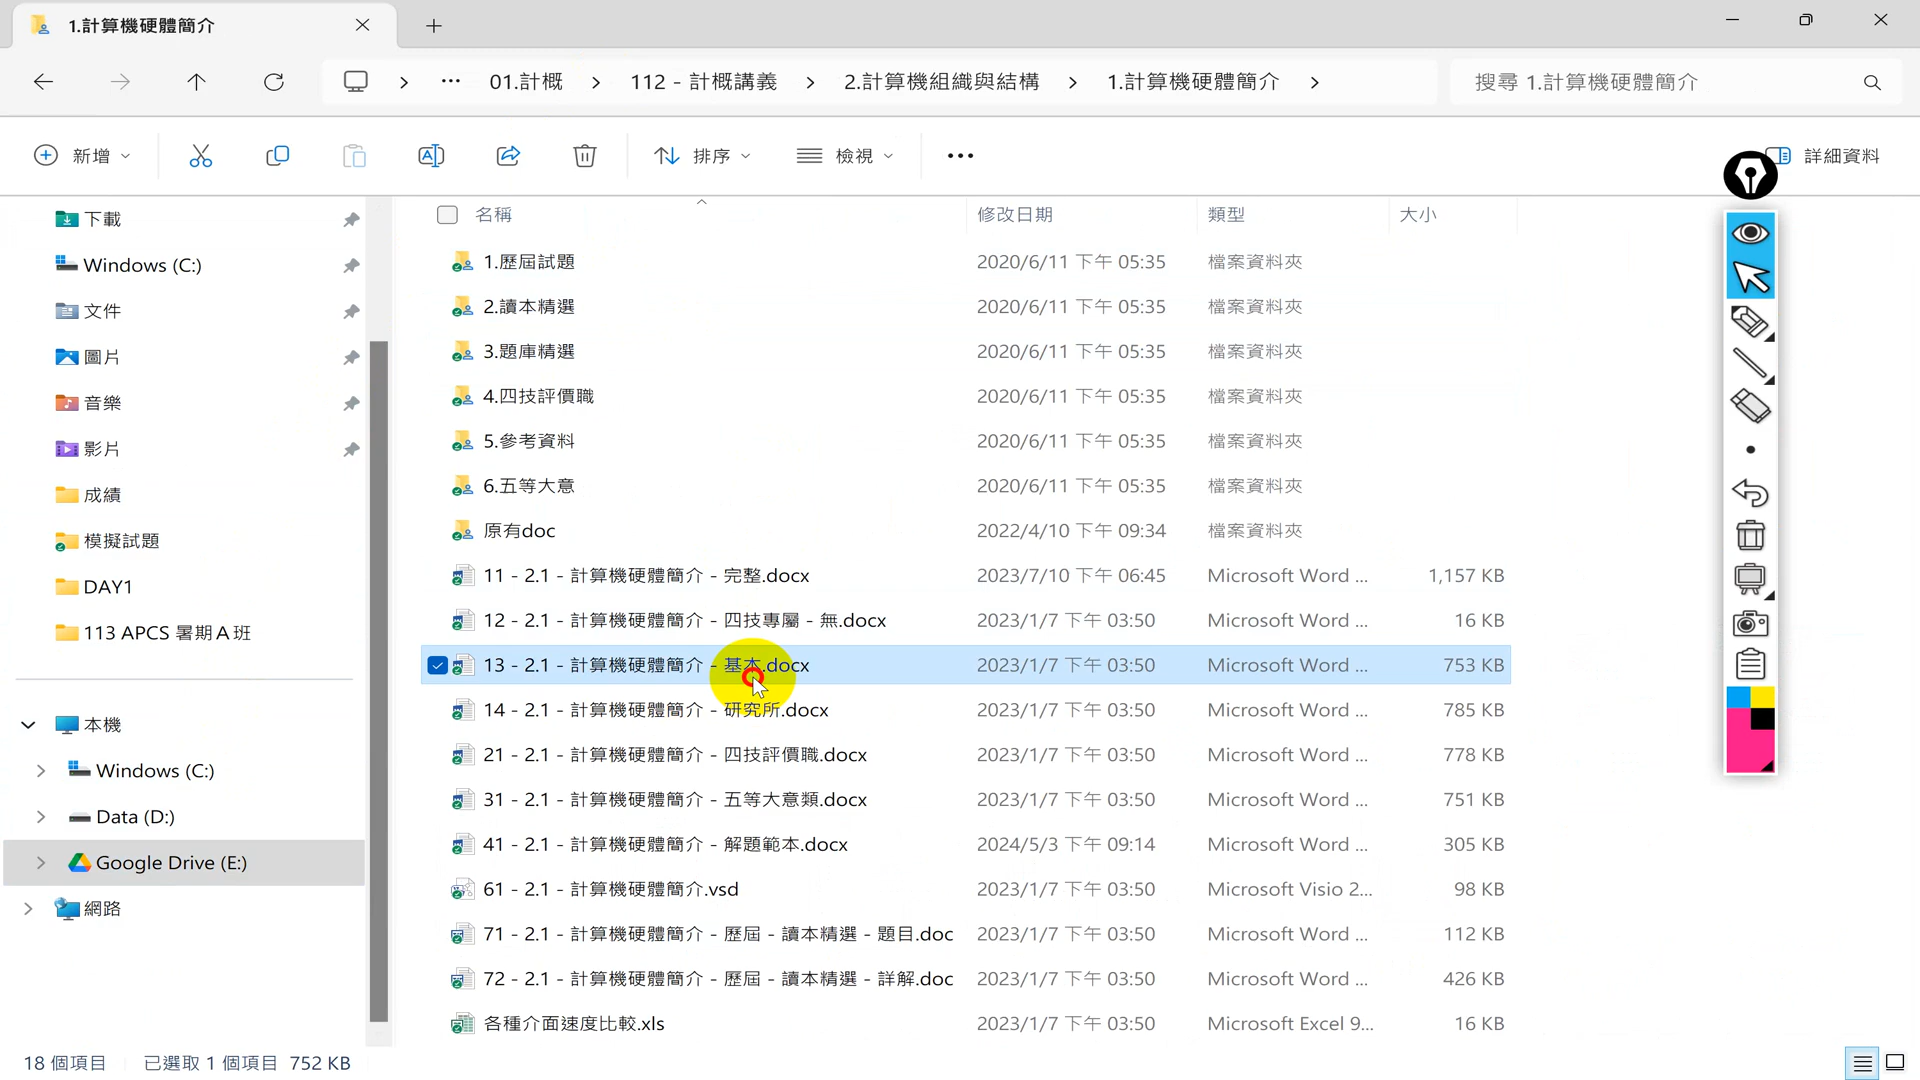 1.計算機硬體簡介
… 01.計概 > 112 - 計概講義 > 2.計算機組織與結構 > 1.計算機硬體簡介 >
搜尋 1.計算機硬體簡介
新增
排序
檢視
詳細資料
下載
Windows (C:)
文件
圖片
音樂
影片
成績
模擬試題
DAY1
113 APCS 暑期A班
本機
Windows (C:)
Data (D:)
Google Drive (E:)
網路
名稱 修改日期 類型 大小
1.歷屆試題 2020/6/11 下午 05:35 檔案資料夾
2.讀本精選 2020/6/11 下午 05:35 檔案資料夾
3.題庫精選 2020/6/11 下午 05:35 檔案資料夾
4.四技評價職 2020/6/11 下午 05:35 檔案資料夾
5.參考資料 2020/6/11 下午 05:35 檔案資料夾
6.五等大意 2020/6/11 下午 05:35 檔案資料夾
原有doc 2022/4/10 下午 09:34 檔案資料夾
11 - 2.1 - 計算機硬體簡介 - 完整.docx 2023/7/10 下午 06:45 Microsoft Word ... 1,157 KB
12 - 2.1 - 計算機硬體簡介 - 四技專屬 - 無.docx 2023/1/7 下午 03:50 Microsoft Word ... 16 KB
13 - 2.1 - 計算機硬體簡介 - 基本.docx 2023/1/7 下午 03:50 Microsoft Word ... 753 KB
14 - 2.1 - 計算機硬體簡介 - 研究所.docx 2023/1/7 下午 03:50 Microsoft Word ... 785 KB
21 - 2.1 - 計算機硬體簡介 - 四技評價職.docx 2023/1/7 下午 03:50 Microsoft Word ... 778 KB
31 - 2.1 - 計算機硬體簡介 - 五等大意類.docx 2023/1/7 下午 03:50 Microsoft Word ... 751 KB
41 - 2.1 - 計算機硬體簡介 - 解題範本.docx 2024/5/3 下午 09:14 Microsoft Word ... 305 KB
61 - 2.1 - 計算機硬體簡介.vsd 2023/1/7 下午 03:50 Microsoft Visio 2... 98 KB
71 - 2.1 - 計算機硬體簡介 - 歷屆 - 讀本精選 - 題目.doc 2023/1/7 下午 03:50 Microsoft Word ... 112 KB
72 - 2.1 - 計算機硬體簡介 - 歷屆 - 讀本精選 - 詳解.doc 2023/1/7 下午 03:50 Microsoft Word ... 426 KB
各種介面速度比較.xls 2023/1/7 下午 03:50 Microsoft Excel 9... 16 KB
18 個項目 已選取 1 個項目 752 KB